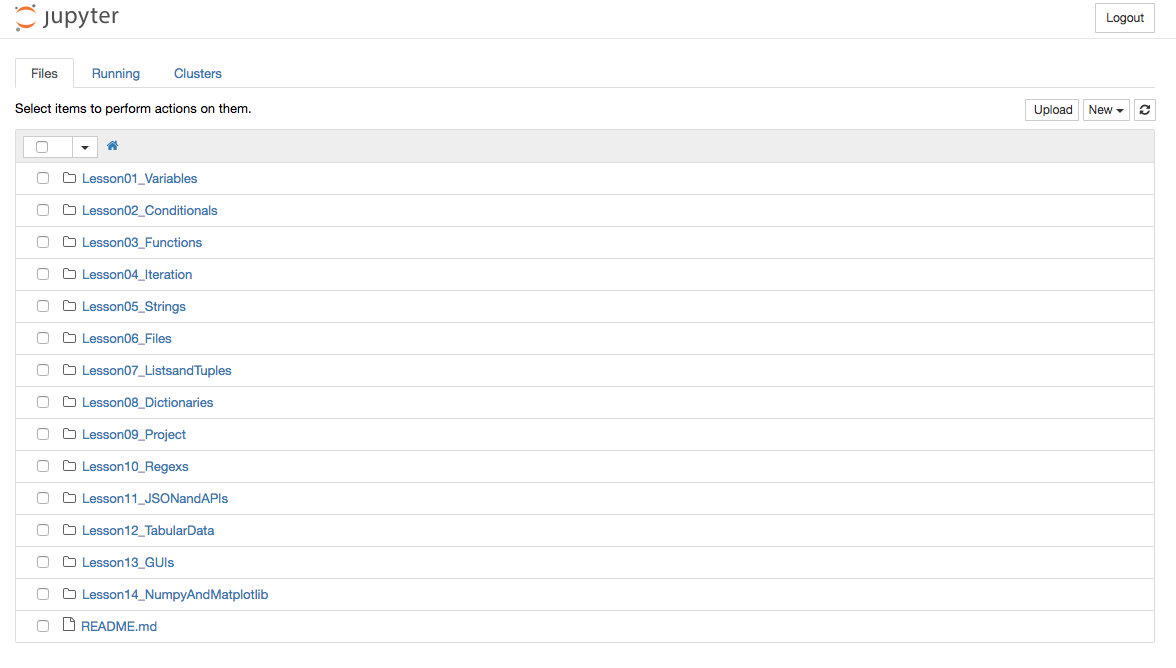 jupyter
Logout
Files Running Clusters
Select items to perform actions on them.
Upload New
Lesson01_Variables
Lesson02_Conditionals
Lesson03_Functions
Lesson04_Iteration
Lesson05_Strings
Lesson06_Files
Lesson07_ListsandTuples
Lesson08_Dictionaries
Lesson09_Project
Lesson10_Regexs
Lesson11_JSONandAPIs
Lesson12_TabularData
Lesson13_GUIs
Lesson14_NumpyAndMatplotlib
README.md